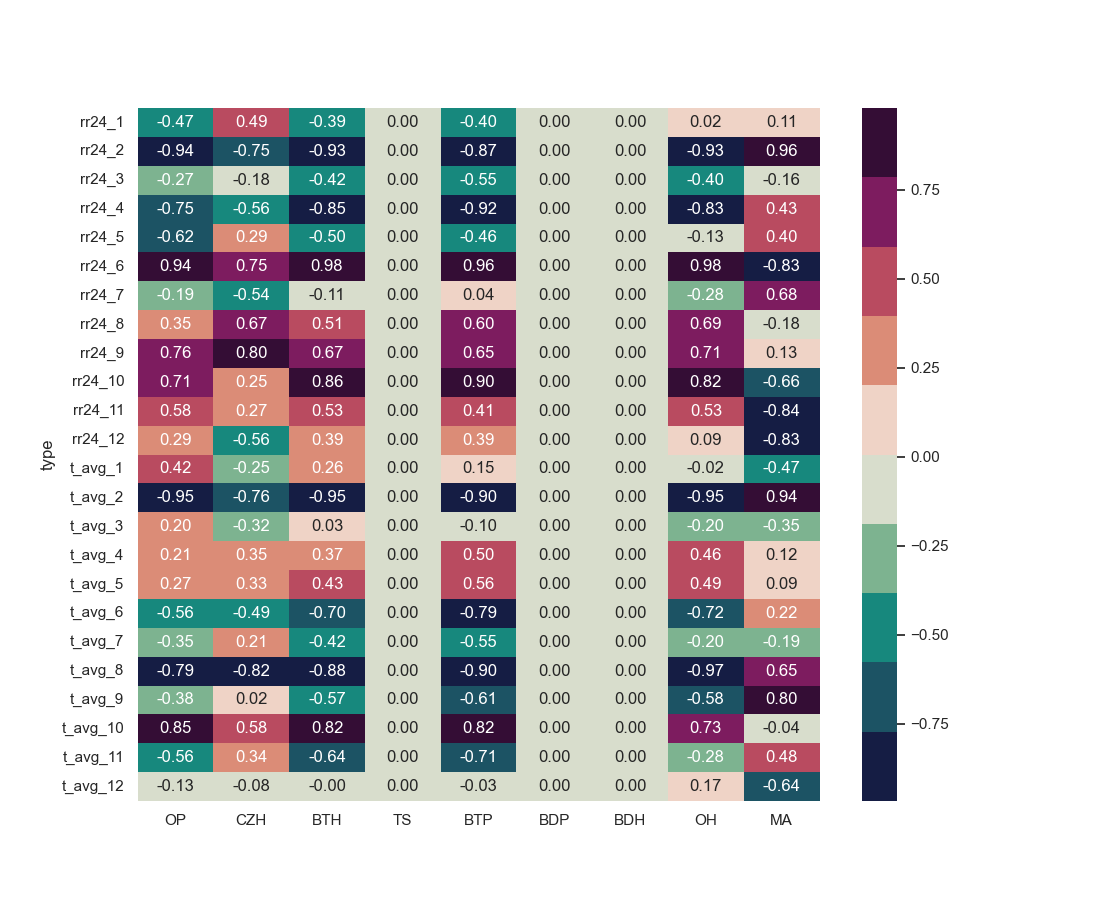 rr24_1 -0.47 0.49 -0.39 0.00 -0.40 0.00 0.00 0.02 0.11
rr24_2 -0.94 -0.75 -0.93 0.00 -0.87 0.00 0.00 -0.93 0.96
rr24_3 -0.27 -0.18 -0.42 0.00 -0.55 0.00 0.00 -0.40 -0.16
rr24_4 -0.75 -0.56 -0.85 0.00 -0.92 0.00 0.00 -0.83 0.43
rr24_5 -0.62 0.29 -0.50 0.00 -0.46 0.00 0.00 -0.13 0.40
rr24_6 0.94 0.75 0.98 0.00 0.96 0.00 0.00 0.98 -0.83
rr24_7 -0.19 -0.54 -0.11 0.00 0.04 0.00 0.00 -0.28 0.68
rr24_8 0.35 0.67 0.51 0.00 0.60 0.00 0.00 0.69 -0.18
rr24_9 0.76 0.80 0.67 0.00 0.65 0.00 0.00 0.71 0.13
rr24_10 0.71 0.25 0.86 0.00 0.90 0.00 0.00 0.82 -0.66
rr24_11 0.58 0.27 0.53 0.00 0.41 0.00 0.00 0.53 -0.84
rr24_12 0.29 -0.56 0.39 0.00 0.39 0.00 0.00 0.09 -0.83
t_avg_1 0.42 -0.25 0.26 0.00 0.15 0.00 0.00 -0.02 -0.47
t_avg_2 -0.95 -0.76 -0.95 0.00 -0.90 0.00 0.00 -0.95 0.94
t_avg_3 0.20 -0.32 0.03 0.00 -0.10 0.00 0.00 -0.20 -0.35
t_avg_4 0.21 0.35 0.37 0.00 0.50 0.00 0.00 0.46 0.12
t_avg_5 0.27 0.33 0.43 0.00 0.56 0.00 0.00 0.49 0.09
t_avg_6 -0.56 -0.49 -0.70 0.00 -0.79 0.00 0.00 -0.72 0.22
t_avg_7 -0.35 0.21 -0.42 0.00 -0.55 0.00 0.00 -0.20 -0.19
t_avg_8 -0.79 -0.82 -0.88 0.00 -0.90 0.00 0.00 -0.97 0.65
t_avg_9 -0.38 0.02 -0.57 0.00 -0.61 0.00 0.00 -0.58 0.80
t_avg_10 0.85 0.58 0.82 0.00 0.82 0.00 0.00 0.73 -0.04
t_avg_11 -0.56 0.34 -0.64 0.00 -0.71 0.00 0.00 -0.28 0.48
t_avg_12 -0.13 -0.08 -0.00 0.00 -0.03 0.00 0.00 0.17 -0.64
OP CZH BTH TS BTP BDP BDH OH MA
type
0.75
0.50
0.25
0.00
−0.25
−0.50
−0.75